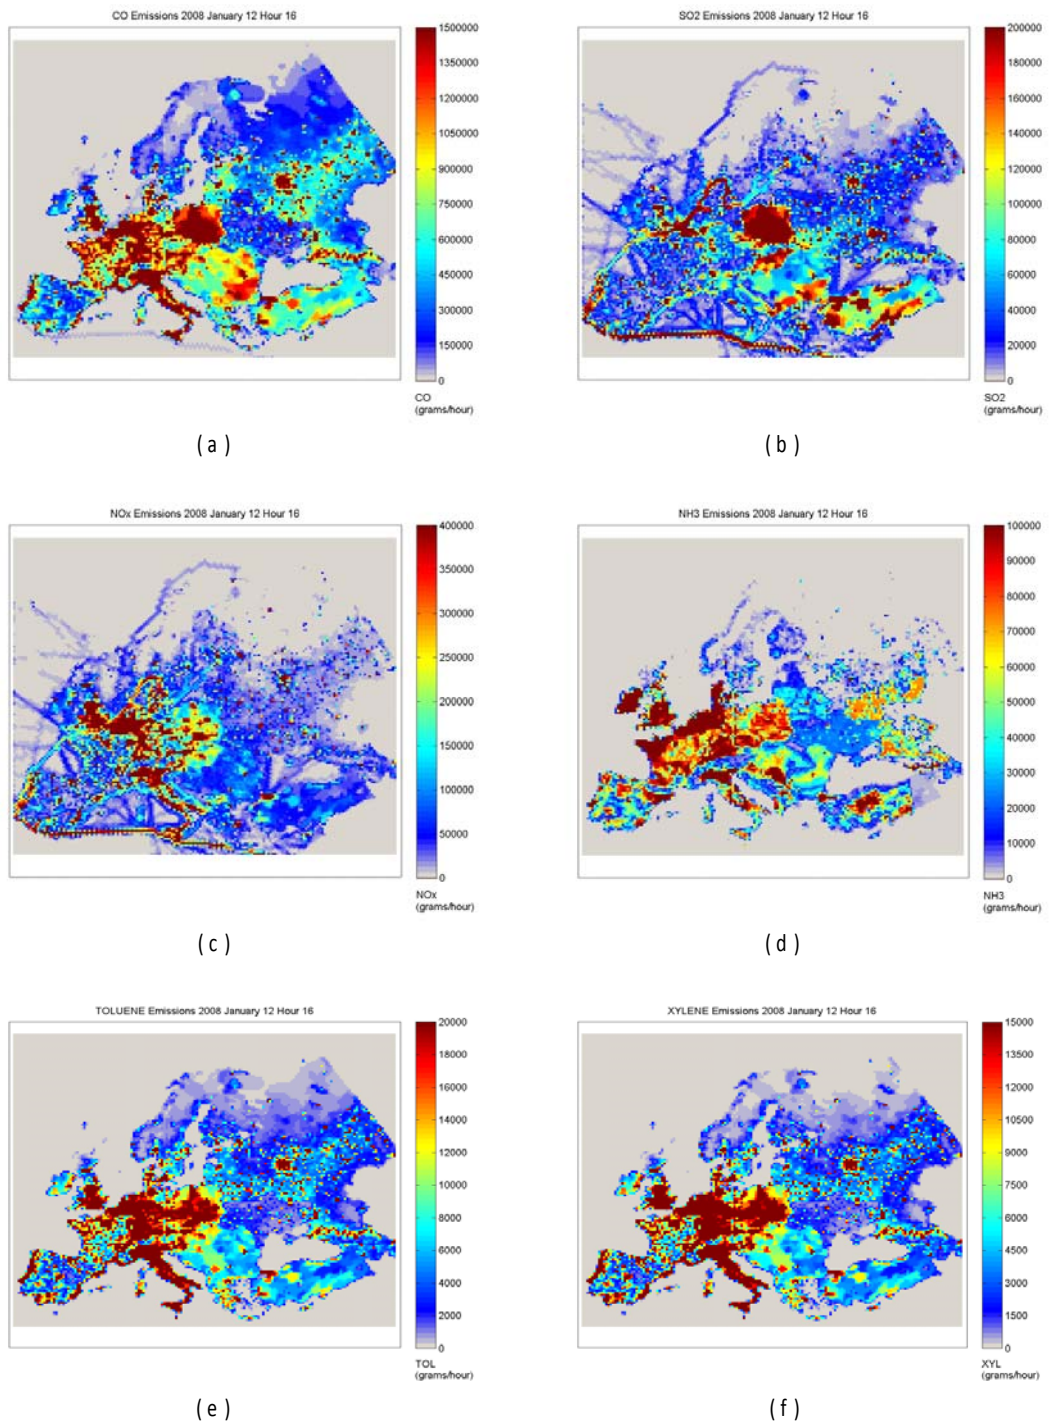 CO Emissions 2008 January 12 Hour 16
1500000
1350000
1200000
1050000
900000
750000
600000
450000
300000
150000
0
CO
(grams/hour)
(a)
SO2 Emissions 2008 January 12 Hour 16
200000
180000
160000
140000
120000
100000
80000
60000
40000
20000
0
SO2
(grams/hour)
(b)
NOx Emissions 2008 January 12 Hour 16
400000
350000
300000
250000
200000
150000
100000
50000
0
NOx
(grams/hour)
(c)
NH3 Emissions 2008 January 12 Hour 16
100000
90000
80000
70000
60000
50000
40000
30000
20000
10000
0
NH3
(grams/hour)
(d)
TOLUENE Emissions 2008 January 12 Hour 16
20000
18000
16000
14000
12000
10000
8000
6000
4000
2000
0
TOL
(grams/hour)
(e)
XYLENE Emissions 2008 January 12 Hour 16
15000
13500
12000
10500
9000
7500
6000
4500
3000
1500
0
XYL
(grams/hour)
(f)